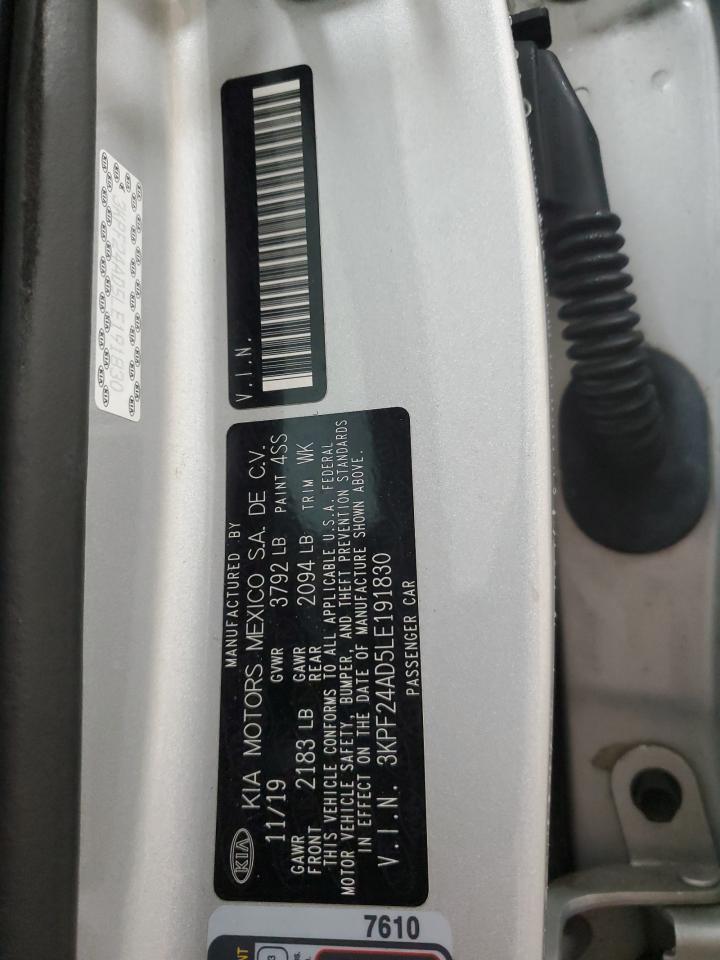 3KPF24AD5LE191830
V.I.N.
MANUFACTURED BY
KIA KIA MOTORS MEXICO S.A. DE C.V.
11/19 GVWR 3792 LB PAINT 4SS
GAWR FRONT 2183 LB GAWR REAR 2094 LB TRIM WK
THIS VEHICLE CONFORMS TO ALL APPLICABLE U.S.A. FEDERAL
MOTOR VEHICLE SAFETY, BUMPER, AND THEFT PREVENTION STANDARDS
IN EFFECT ON THE DATE OF MANUFACTURE SHOWN ABOVE.
V.I.N. 3KPF24AD5LE191830
PASSENGER CAR
7610